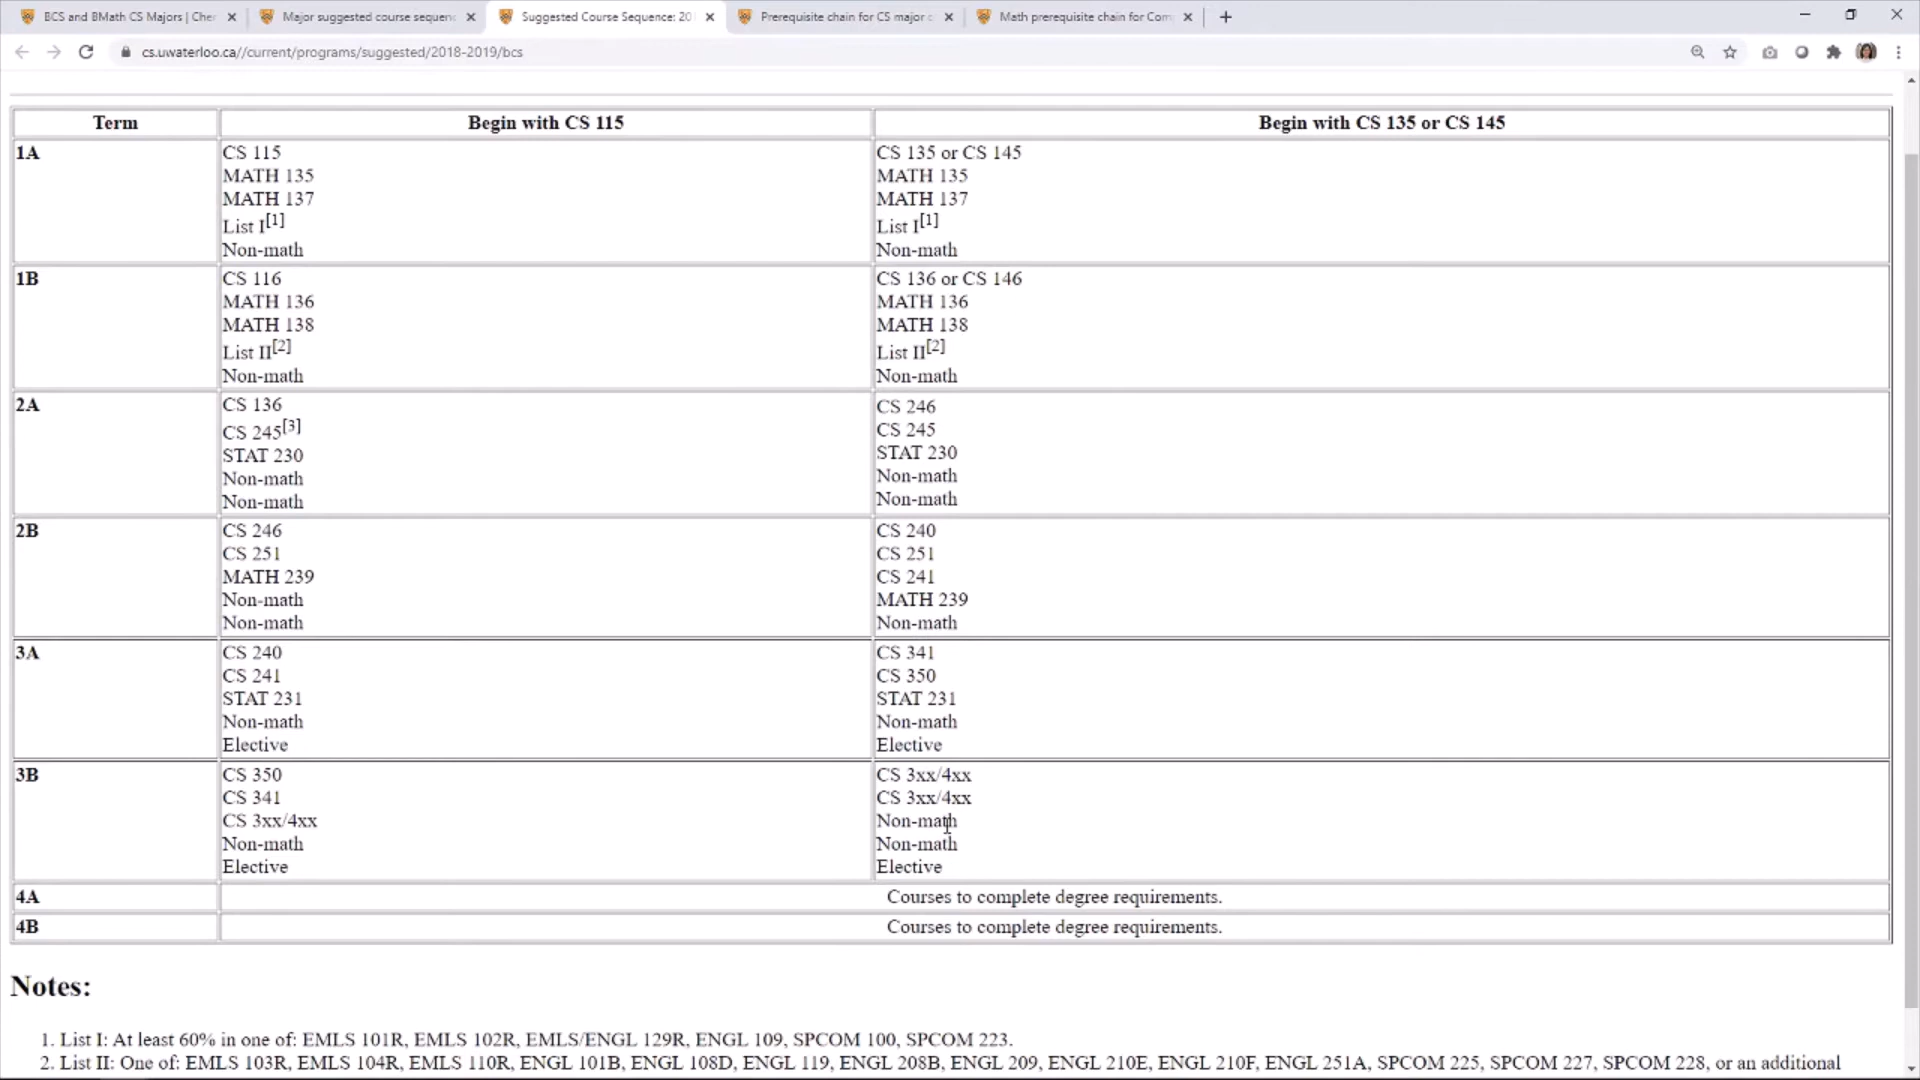 BCS and BMath CS Majors | Cher
Major suggested course sequenc
Suggested Course Sequence: 20
Prerequisite chain for CS major c
Math prerequisite chain for Com
cs.uwaterloo.ca//current/programs/suggested/2018-2019/bcs
Term
Begin with CS 115
Begin with CS 135 or CS 145
1A
CS 115
MATH 135
MATH 137
List I[1]
Non-math
CS 135 or CS 145
MATH 135
MATH 137
List I[1]
Non-math
1B
CS 116
MATH 136
MATH 138
List II[2]
Non-math
CS 136 or CS 146
MATH 136
MATH 138
List II[2]
Non-math
2A
CS 136
CS 245[3]
STAT 230
Non-math
Non-math
CS 246
CS 245
STAT 230
Non-math
Non-math
2B
CS 246
CS 251
MATH 239
Non-math
Non-math
CS 240
CS 251
CS 241
MATH 239
Non-math
3A
CS 240
CS 241
STAT 231
Non-math
Elective
CS 341
CS 350
STAT 231
Non-math
Elective
3B
CS 350
CS 341
CS 3xx/4xx
Non-math
Elective
CS 3xx/4xx
CS 3xx/4xx
Non-math
Non-math
Elective
4A
Courses to complete degree requirements.
4B
Courses to complete degree requirements.
Notes:
1. List I: At least 60% in one of: EMLS 101R, EMLS 102R, EMLS/ENGL 129R, ENGL 109, SPCOM 100, SPCOM 223.
2. List II: One of: EMLS 103R, EMLS 104R, EMLS 110R, ENGL 101B, ENGL 108D, ENGL 119, ENGL 208B, ENGL 209, ENGL 210E, ENGL 210F, ENGL 251A, SPCOM 225, SPCOM 227, SPCOM 228, or an additional